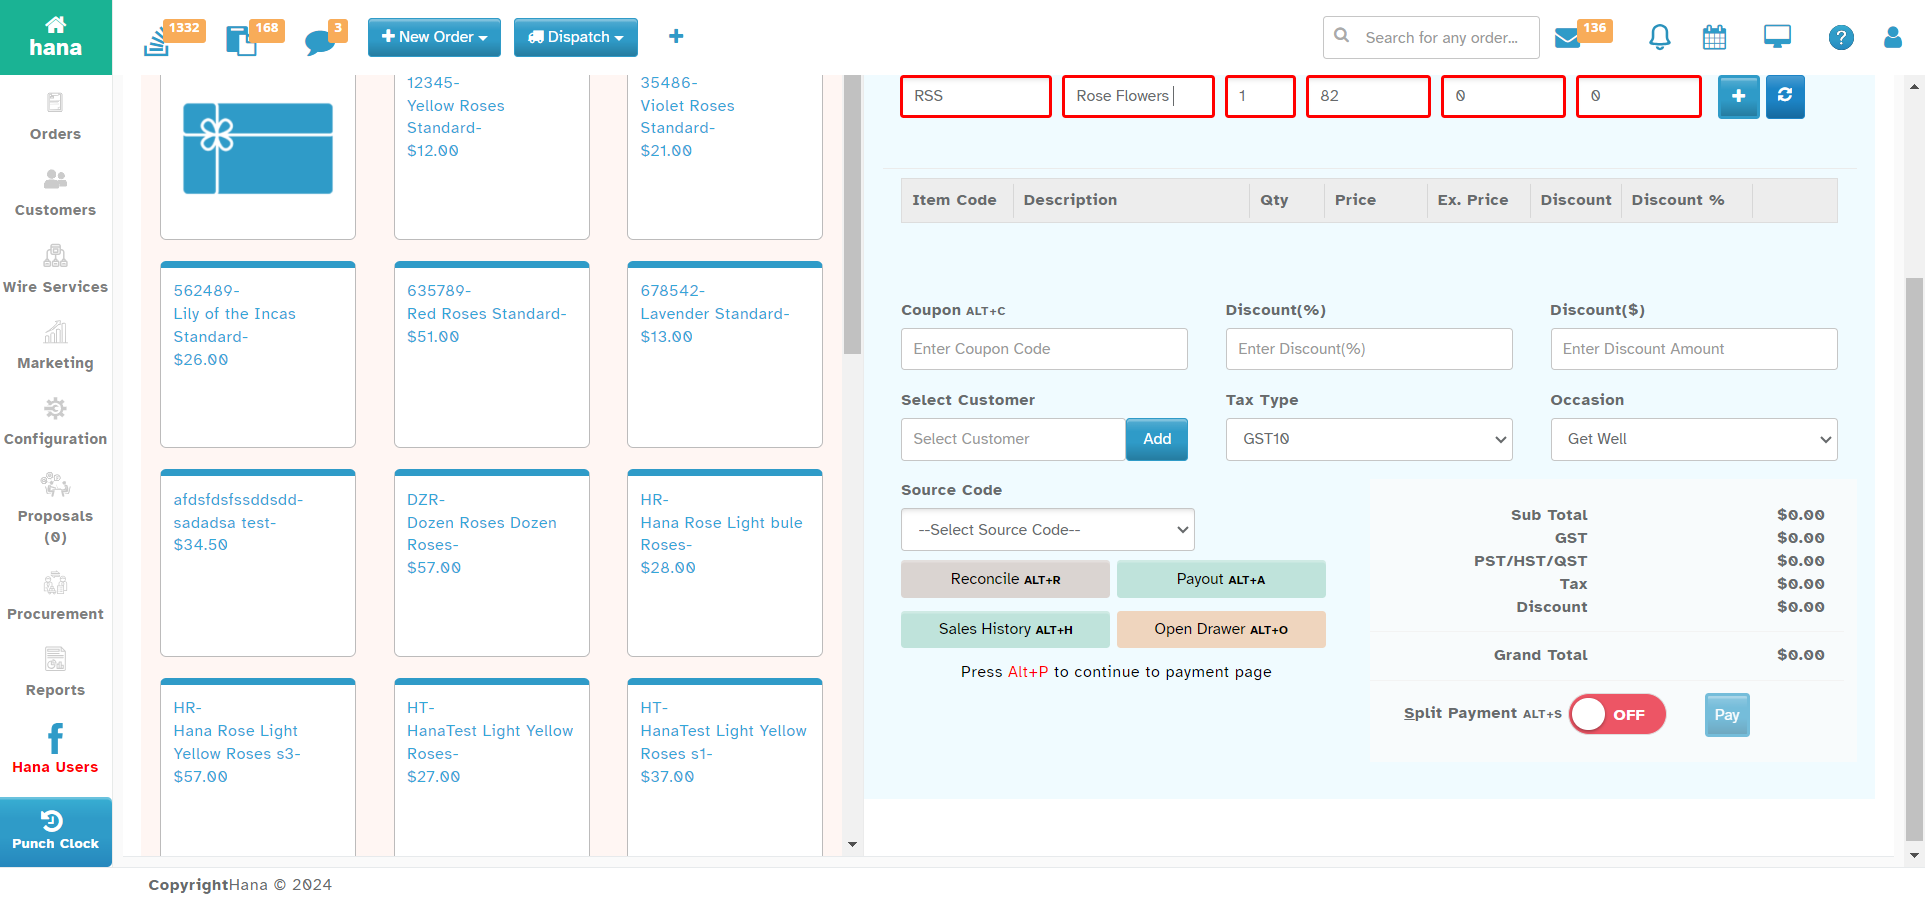 hana
1332
168
3
New Order
Dispatch
Search for any order...
136
?
Orders
Customers
Wire Services
Marketing
Configuration
Proposals
(0)
Procurement
Reports
Hana Users
Punch Clock
12345-
Yellow Roses
Standard-
$12.00
35486-
Violet Roses
Standard-
$21.00
562489-
Lily of the Incas
Standard-
$26.00
635789-
Red Roses Standard-
$51.00
678542-
Lavender Standard-
$13.00
afdsfdsfssddsdd-
sadadsa test-
$34.50
DZR-
Dozen Roses Dozen
Roses-
$57.00
HR-
Hana Rose Light bule
Roses-
$28.00
HR-
Hana Rose Light
Yellow Roses s3-
$57.00
HT-
HanaTest Light Yellow
Roses-
$27.00
HT-
HanaTest Light Yellow
Roses s1-
$37.00
RSS
Rose Flowers
1
82
0
0
Item Code Description Qty Price Ex. Price Discount Discount %
Coupon ALT+C
Enter Coupon Code
Discount(%)
Enter Discount(%)
Discount($)
Enter Discount Amount
Select Customer
Select Customer
Add
Tax Type
GST10
Occasion
Get Well
Source Code
--Select Source Code--
Reconcile ALT+R
Payout ALT+A
Sales History ALT+H
Open Drawer ALT+O
Press Alt+P to continue to payment page
Sub Total $0.00
GST $0.00
PST/HST/QST $0.00
Tax $0.00
Discount $0.00
Grand Total $0.00
Split Payment ALT+S
OFF
Pay
CopyrightHana © 2024